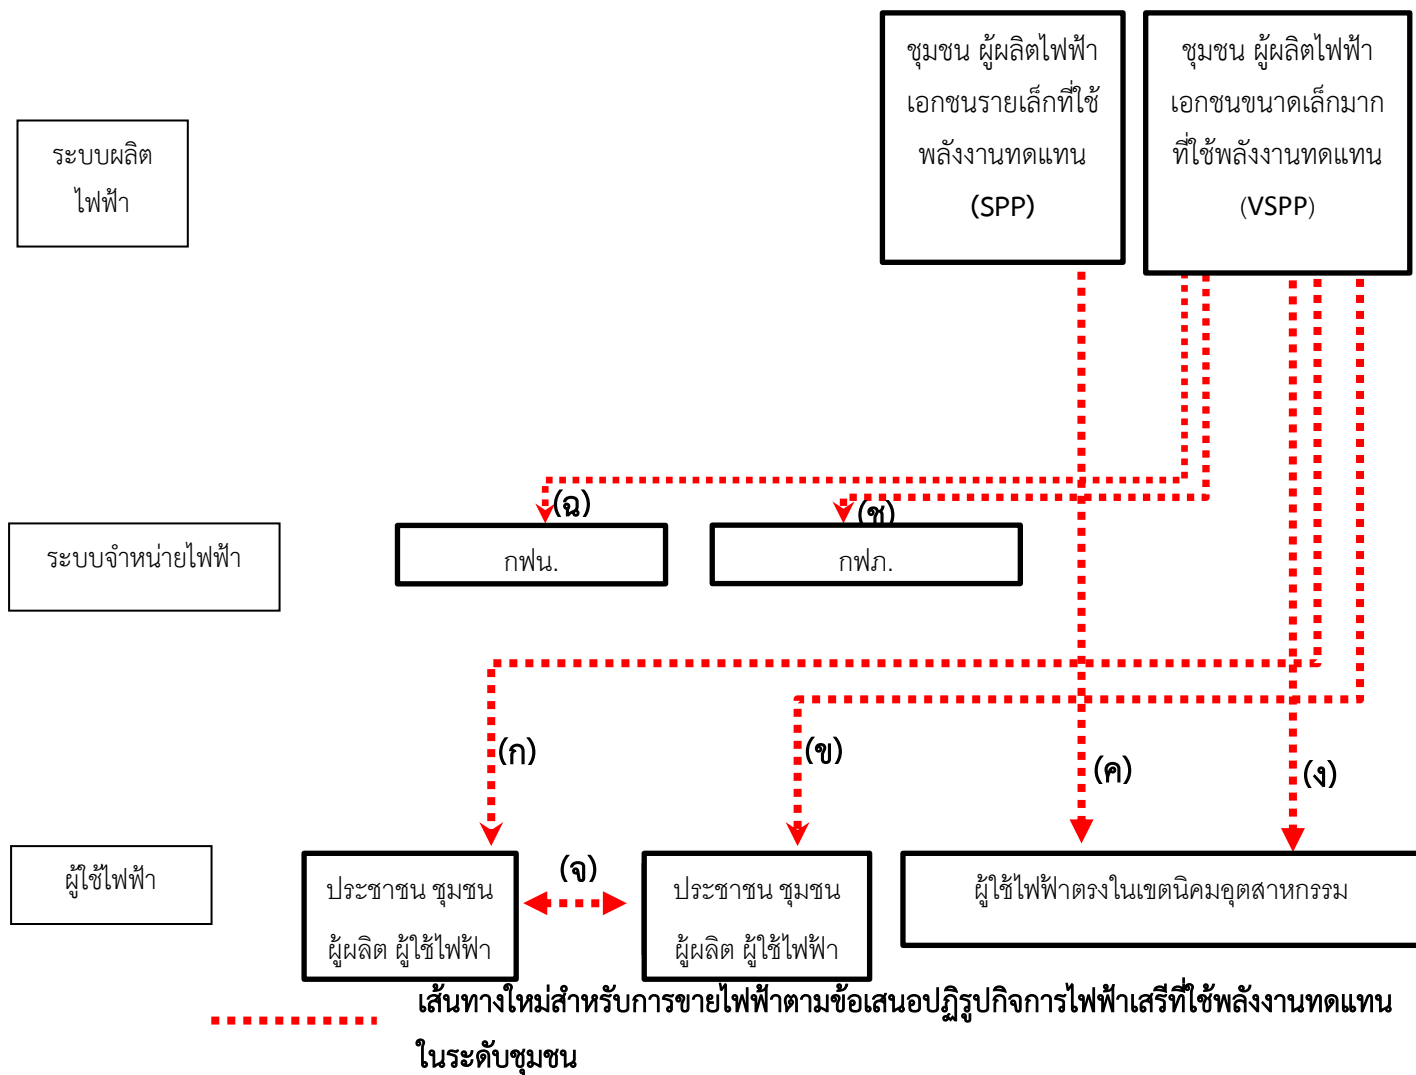 ชุมชน ผู้ผลิตไฟฟ้า
เอกชนรายเล็กที่ใช้
พลังงานทดแทน
(SPP)
ชุมชน ผู้ผลิตไฟฟ้า
เอกชนขนาดเล็กมาก
ที่ใช้พลังงานทดแทน
(VSPP)
ระบบผลิต
ไฟฟ้า
(ฉ)
(ช)
ระบบจำหน่ายไฟฟ้า
กฟน.
กฟภ.
(ก)
(ข)
(ค)
(ง)
ผู้ใช้ไฟฟ้า
ประชาชน ชุมชน
ผู้ผลิต ผู้ใช้ไฟฟ้า
(จ)
ประชาชน ชุมชน
ผู้ผลิต ผู้ใช้ไฟฟ้า
ผู้ใช้ไฟฟ้าตรงในเขตนิคมอุตสาหกรรม
เส้นทางใหม่สำหรับการขายไฟฟ้าตามข้อเสนอปฏิรูปกิจการไฟฟ้าเสรีที่ใช้พลังงานทดแทน
ในระดับชุมชน